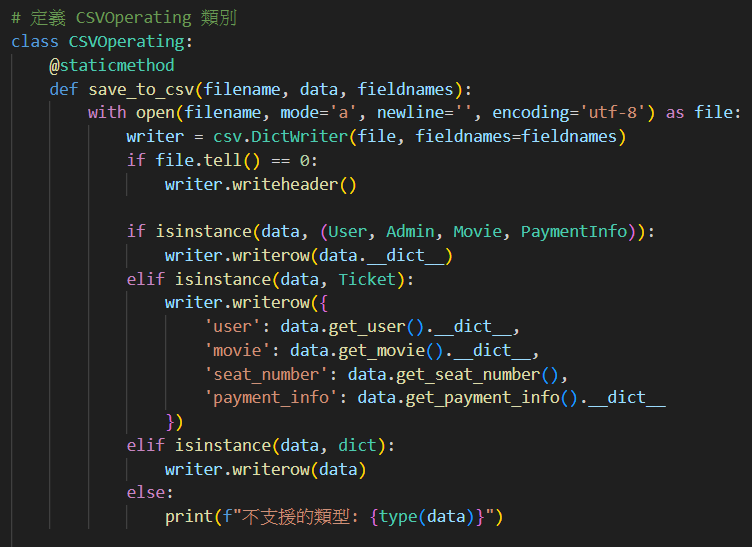 # 定義 CSVOperating 類別
class CSVOperating:
    @staticmethod
    def save_to_csv(filename, data, fieldnames):
        with open(filename, mode='a', newline='', encoding='utf-8') as file:
            writer = csv.DictWriter(file, fieldnames=fieldnames)
            if file.tell() == 0:
                writer.writeheader()

            if isinstance(data, (User, Admin, Movie, PaymentInfo)):
                writer.writerow(data.__dict__)
            elif isinstance(data, Ticket):
                writer.writerow({
                    'user': data.get_user().__dict__,
                    'movie': data.get_movie().__dict__,
                    'seat_number': data.get_seat_number(),
                    'payment_info': data.get_payment_info().__dict__
                })
            elif isinstance(data, dict):
                writer.writerow(data)
            else:
                print(f"不支援的類型: {type(data)}")